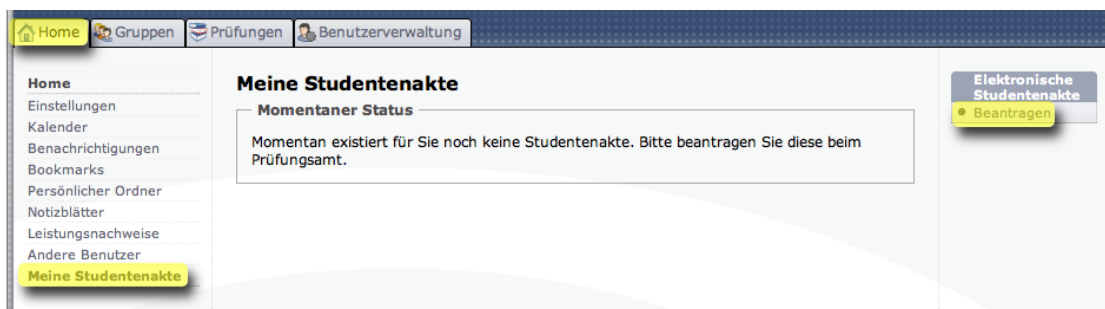 Home Gruppen Prüfungen Benutzerverwaltung
Home
Einstellungen
Kalender
Benachrichtigungen
Bookmarks
Persönlicher Ordner
Notizblätter
Leistungsnachweise
Andere Benutzer
Meine Studentenakte
Meine Studentenakte
Momentaner Status
Momentan existiert für Sie noch keine Studentenakte. Bitte beantragen Sie diese beim
Prüfungsamt.
Elektronische
Studentenakte
Beantragen